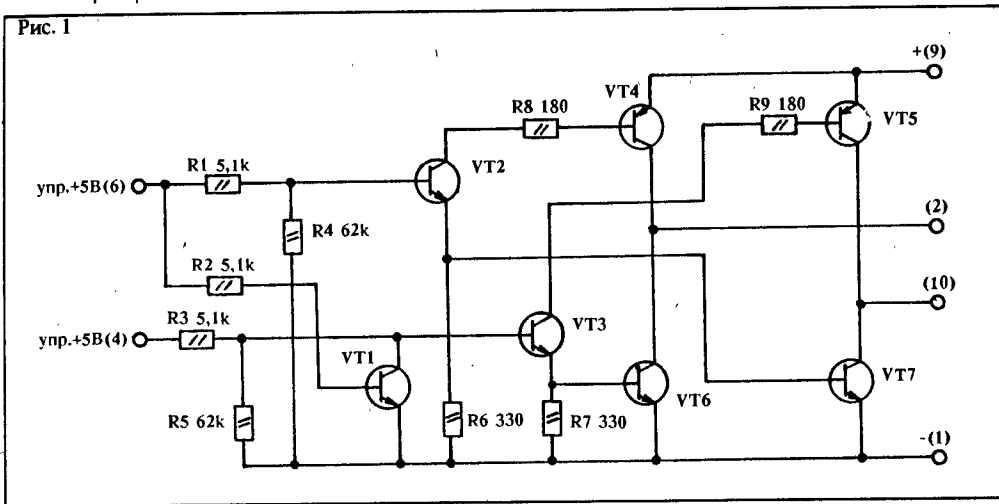 Рис. 1
+(9)
VT4
R8 180
R9 180
VT5
VT2
R1 5,1k
упр.+5В(6)
R4 62k
(2)
R2 5,1k
(10)
R3 5,1k
VT3
упр.+5В(4)
VT1
VT7
VT6
R5 62k
R6 330
R7 330
-(1)